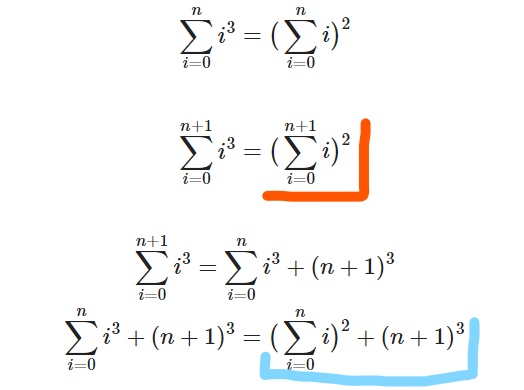 \sum_{i=0}^{n} i^3 = (\sum_{i=0}^{n} i)^2
\sum_{i=0}^{n+1} i^3 = (\sum_{i=0}^{n+1} i)^2
\sum_{i=0}^{n+1} i^3 = \sum_{i=0}^{n} i^3 + (n+1)^3
\sum_{i=0}^{n} i^3 + (n+1)^3 = (\sum_{i=0}^{n} i)^2 + (n+1)^3